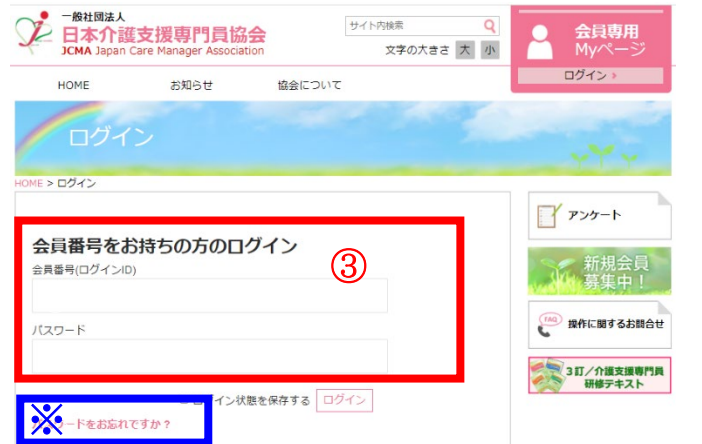 一般社団法人
日本介護支援専門員協会
JCMA Japan Care Manager Association
サイト内検索
文字の大きさ 大 小
会員専用
Myページ
ログイン
HOME お知らせ 協会について
ログイン
HOME > ログイン
会員番号をお持ちの方のログイン
③
会員番号(ログインID)
パスワード
イン状態を保存する ログイン
※
ードをお忘れですか？
アンケート
新規会員
募集中！
FAQ 操作に関するお問合せ
3訂／介護支援専門員
研修テキスト